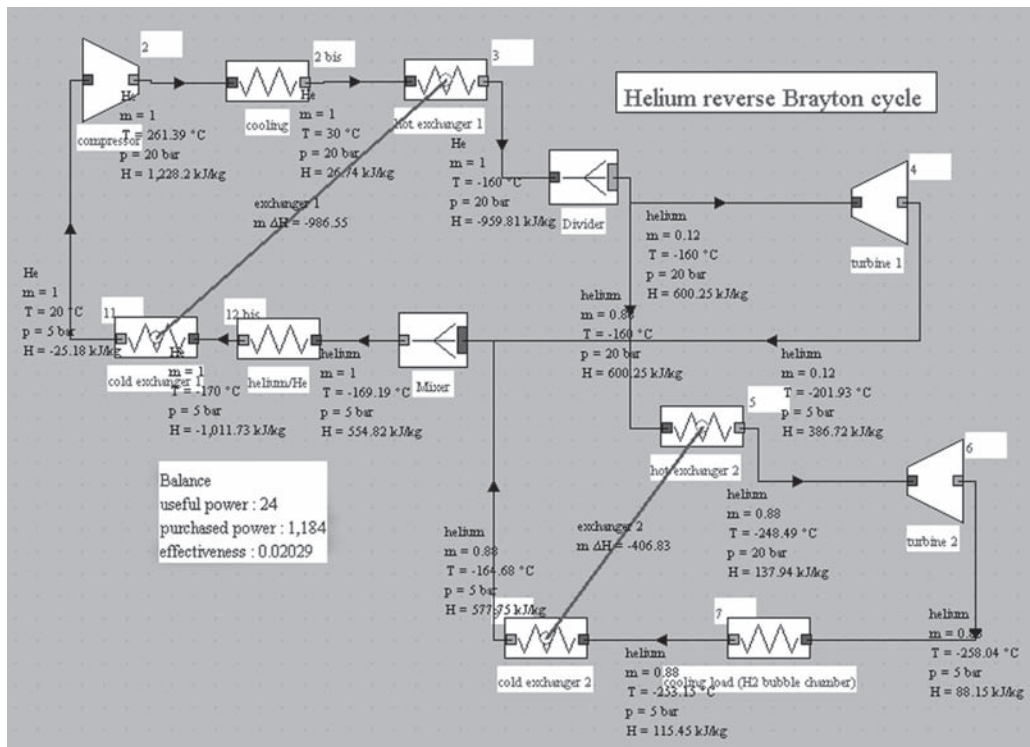 Helium reverse Brayton cycle
2
He
m = 1
T = 261.39 °C
p = 20 bar
H = 1,228.2 kJ/kg
compressor
2 bis
cooling
He
m = 1
T = 30 °C
p = 20 bar
H = 26.74 kJ/kg
3
hot exchanger 1
He
m = 1
T = -160 °C
p = 20 bar
H = -959.81 kJ/kg
exchanger 1
m ΔH = -986.55
Divider
helium
m = 0.12
T = -160 °C
p = 20 bar
H = 600.25 kJ/kg
4
turbine 1
He
m = 1
T = 20 °C
p = 5 bar
H = -25.18 kJ/kg
11
cold exchanger 1
He
m = 1
T = -170 °C
p = 5 bar
H = -1,011.73 kJ/kg
12 bis
helium/He
helium
m = 1
T = -169.19 °C
p = 5 bar
H = 554.82 kJ/kg
Mixer
helium
m = 0.88
T = -160 °C
p = 20 bar
H = 600.25 kJ/kg
m = 0.12
T = -201.93 °C
p = 5 bar
H = 386.72 kJ/kg
5
hot exchanger 2
helium
m = 0.88
T = -248.49 °C
p = 20 bar
H = 137.94 kJ/kg
6
turbine 2
Balance
useful power : 24
purchased power : 1,184
effectiveness : 0.02029
helium
m = 0.88
T = -164.68 °C
p = 5 bar
H = 577.75 kJ/kg
exchanger 2
m ΔH = -406.83
cold exchanger 2
7
cooling load (H2 bubble chamber)
helium
m = 0.88
T = -253.15 °C
p = 5 bar
H = 115.45 kJ/kg
helium
m = 0.88
T = -258.04 °C
p = 5 bar
H = 88.15 kJ/kg